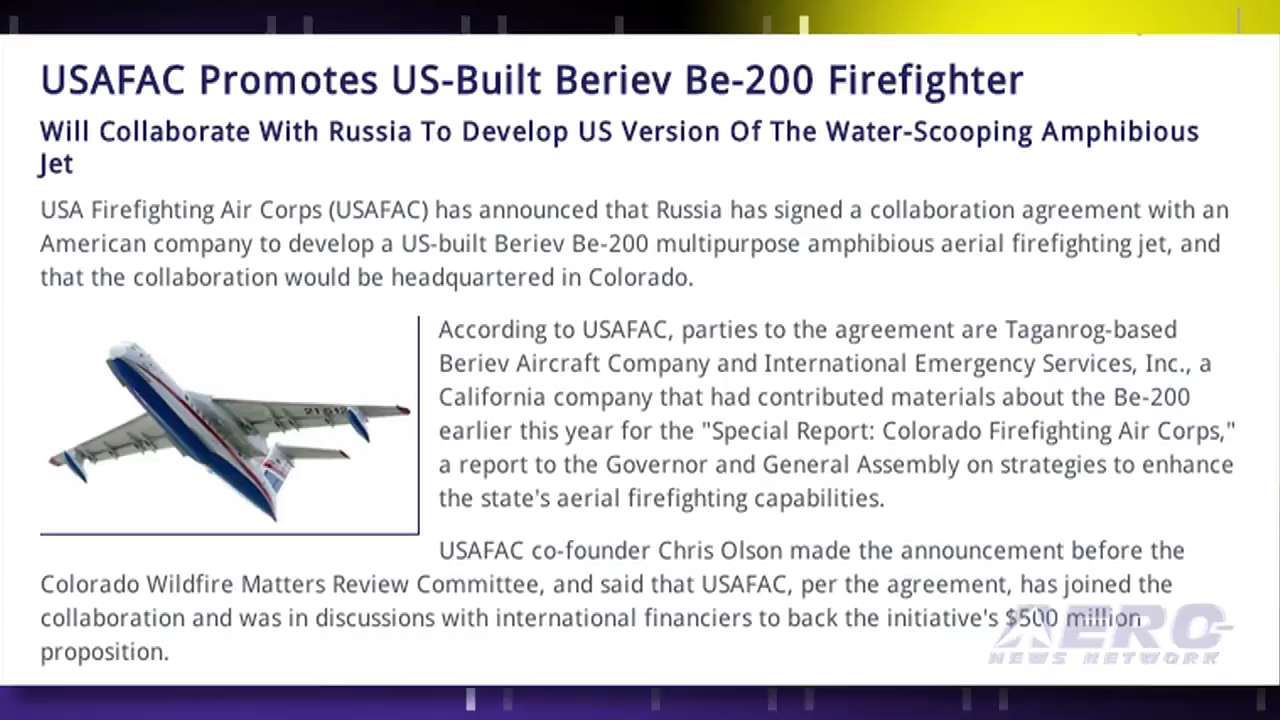 USAFAC Promotes US-Built Beriev Be-200 Firefighter
Will Collaborate With Russia To Develop US Version Of The Water-Scooping Amphibious
Jet
USA Firefighting Air Corps (USAFAC) has announced that Russia has signed a collaboration agreement with an
American company to develop a US-built Beriev Be-200 multipurpose amphibious aerial firefighting jet, and
that the collaboration would be headquartered in Colorado.
According to USAFAC, parties to the agreement are Taganrog-based
Beriev Aircraft Company and International Emergency Services, Inc., a
California company that had contributed materials about the Be-200
earlier this year for the "Special Report: Colorado Firefighting Air Corps,"
a report to the Governor and General Assembly on strategies to enhance
the state's aerial firefighting capabilities.
21512
USAFAC co-founder Chris Olson made the announcement before the
Colorado Wildfire Matters Review Committee, and said that USAFAC, per the agreement, has joined the
collaboration and was in discussions with international financiers to back the initiative's $500 million
proposition.
AERO
NEWS NETWORK